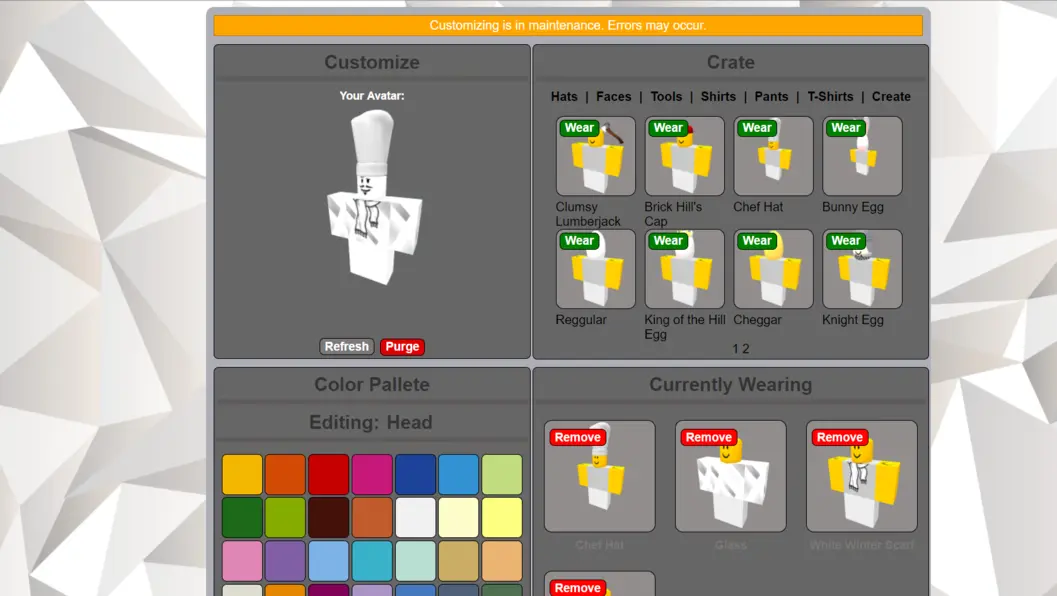 Customizing is in maintenance. Errors may occur.
Customize
Your Avatar:
Refresh Purge
Crate
Hats | Faces | Tools | Shirts | Pants | T-Shirts | Create
Wear Wear Wear Wear
Clumsy Lumberjack
Brick Hill's Cap
Chef Hat
Bunny Egg
Wear Wear Wear Wear
Reggular
King of the Hill Egg
Cheggar
Knight Egg
1 2
Color Pallete
Editing: Head
Currently Wearing
Remove Remove Remove
Chef Hat
Glass
White Winter Scarf
Remove